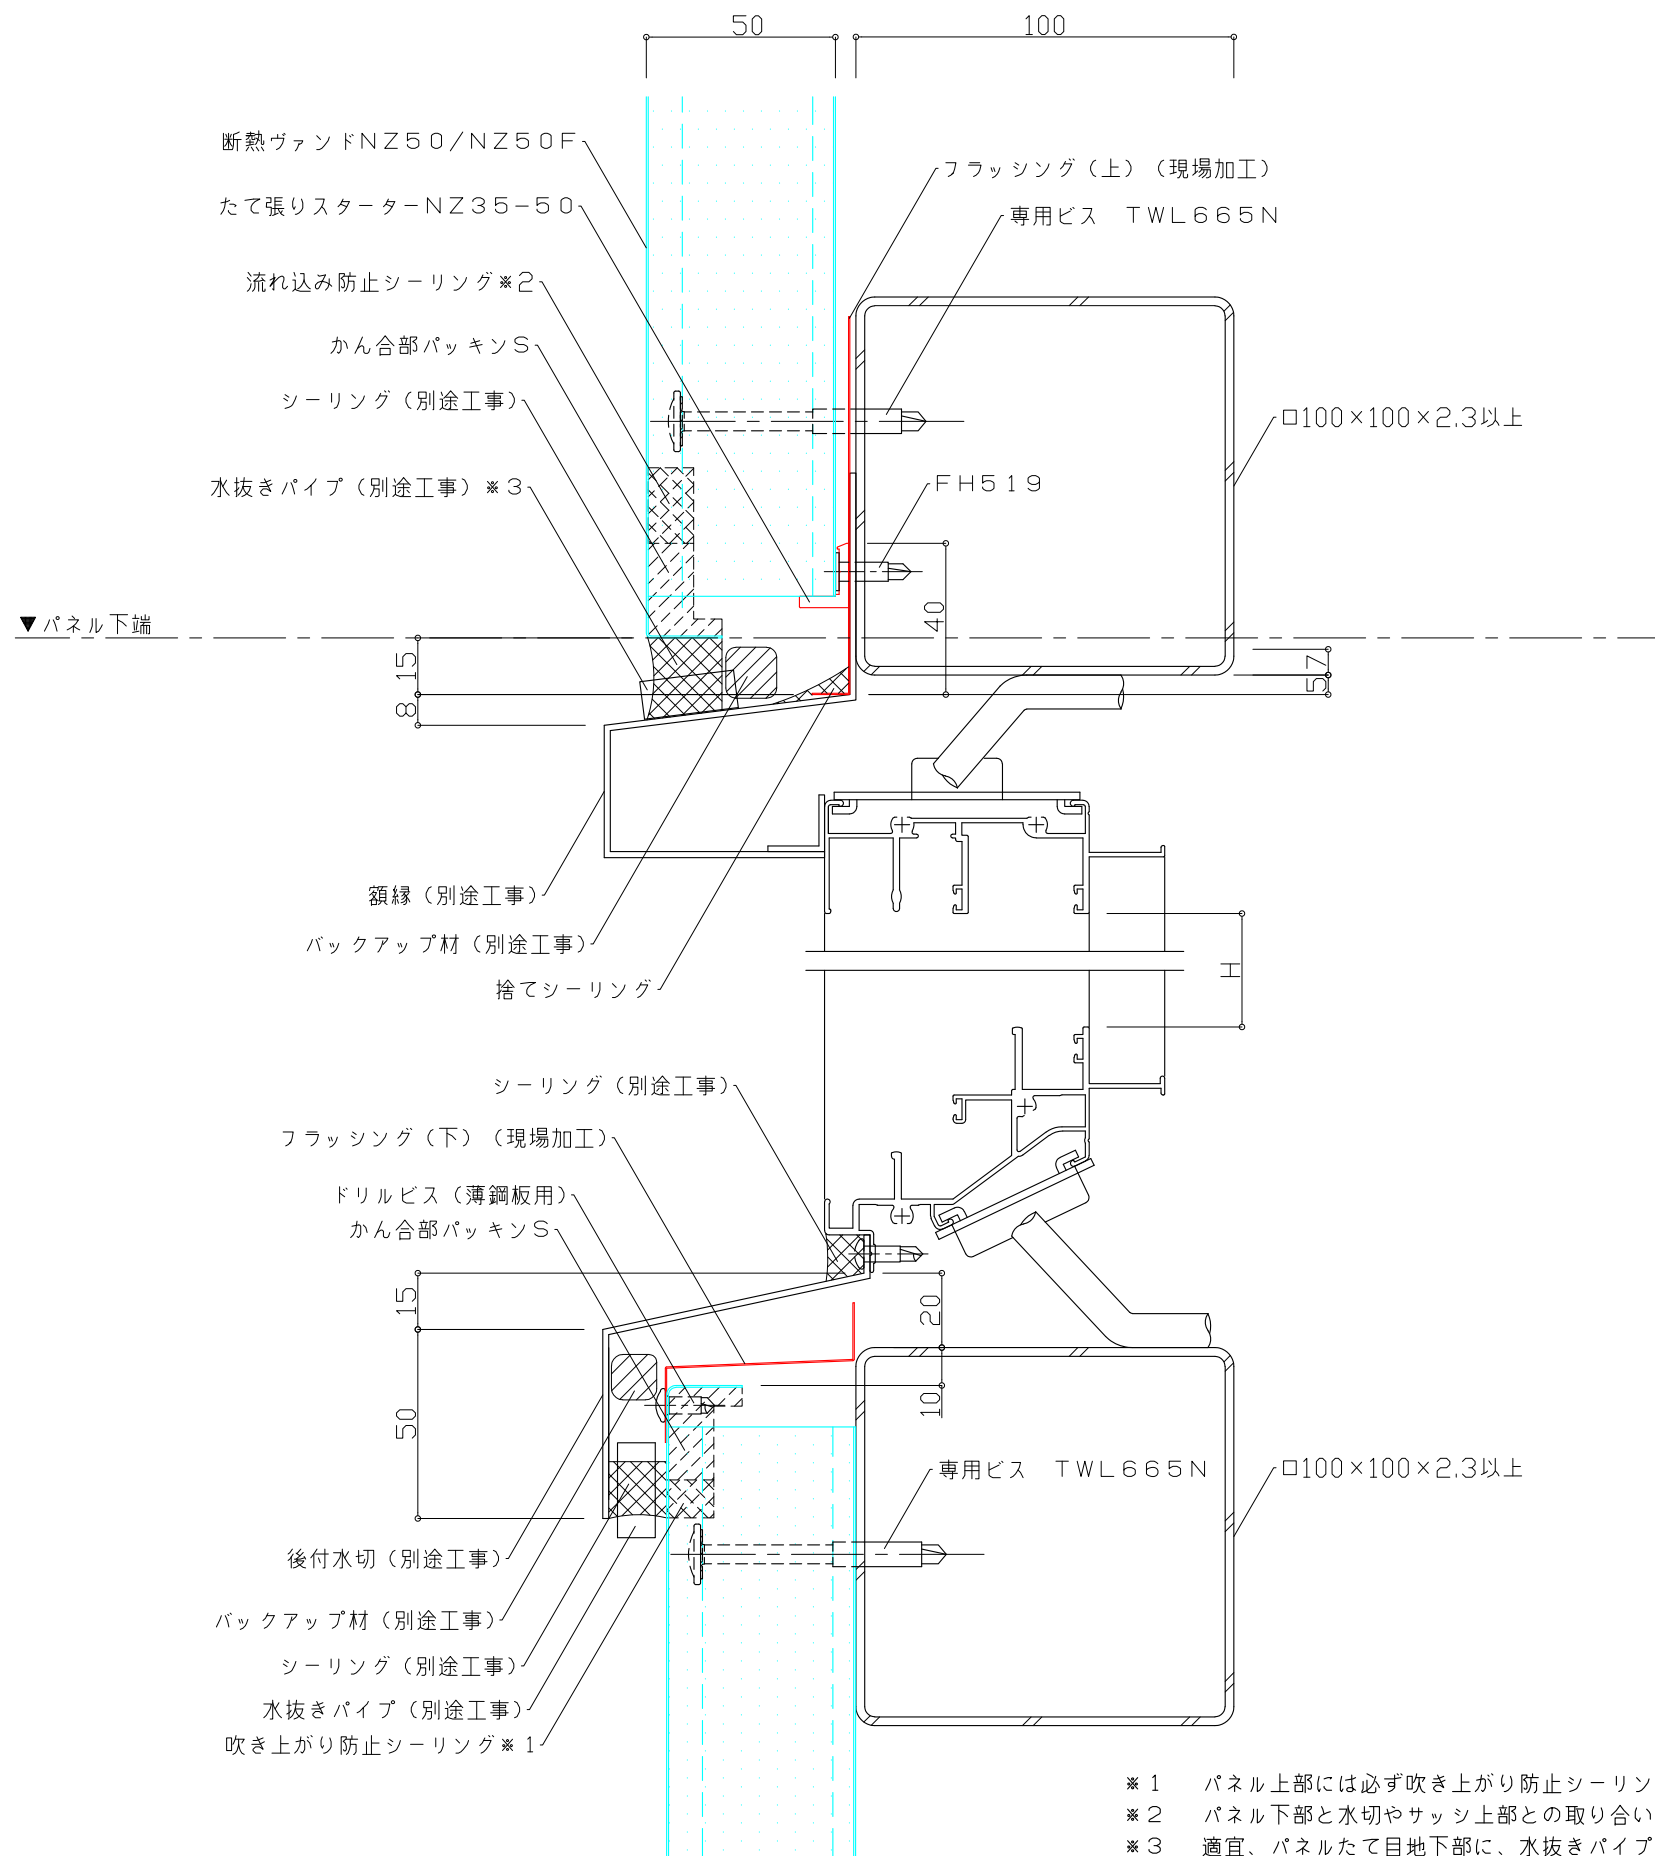 50
100
断熱ヴァンドNZ50/NZ50F
フラッシング（上）（現場加工）
たて張りスターターNZ35-50
専用ビス　TWL665N
流れ込み防止シーリング※2
かん合部パッキンS
シーリング（別途工事）
□100×100×2.3以上
水抜きパイプ（別途工事）※3
FH519
40
▼パネル下端
15
57
8
額縁（別途工事）
バックアップ材（別途工事）
捨てシーリング
H
シーリング（別途工事）
フラッシング（下）（現場加工）
ドリルビス（薄鋼板用）
かん合部パッキンS
15
20
10
50
専用ビス　TWL665N
□100×100×2.3以上
後付水切（別途工事）
バックアップ材（別途工事）
シーリング（別途工事）
水抜きパイプ（別途工事）
吹き上がり防止シーリング※1
※1　パネル上部には必ず吹き上がり防止シーリン
※2　パネル下部と水切やサッシ上部との取り合い
※3　適宜、パネルたて目地下部に、水抜きパイプ